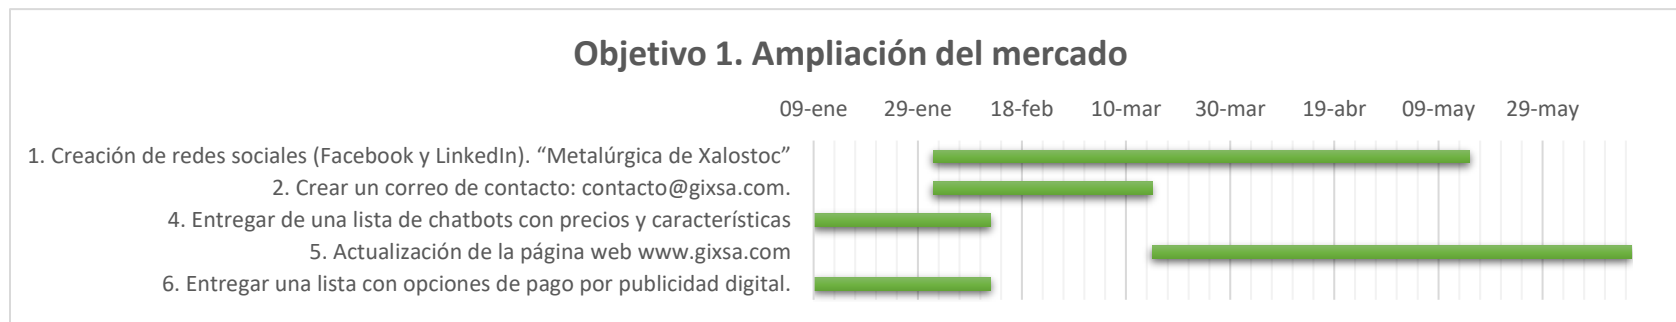 Objetivo 1. Ampliación del mercado
09-ene 29-ene 18-feb 10-mar 30-mar 19-abr 09-may 29-may
1. Creación de redes sociales (Facebook y LinkedIn). “Metalúrgica de Xalostoc”
2. Crear un correo de contacto: contacto@gixsa.com.
4. Entregar de una lista de chatbots con precios y características
5. Actualización de la página web www.gixsa.com
6. Entregar una lista con opciones de pago por publicidad digital.